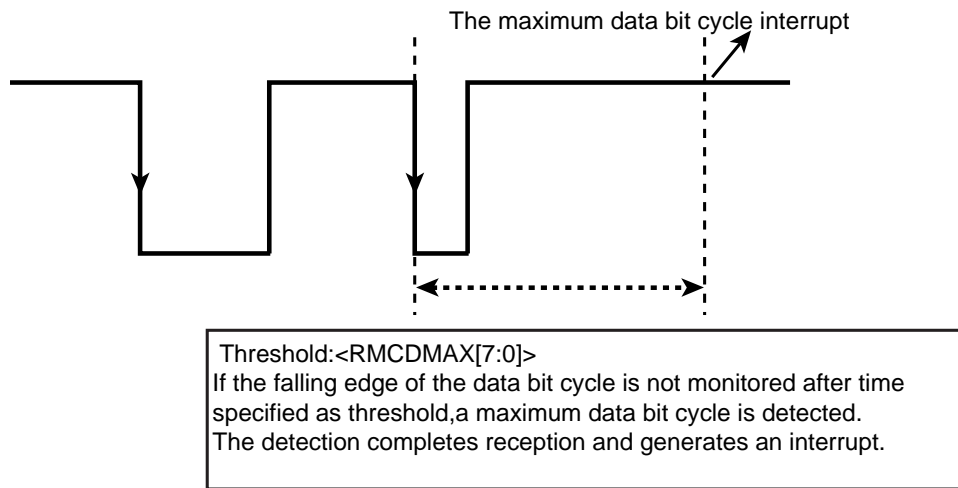 The maximum data bit cycle interrupt
Threshold:<RMCDMAX[7:0]>
If the falling edge of the data bit cycle is not monitored after time
specified as threshold,a maximum data bit cycle is detected.
The detection completes reception and generates an interrupt.